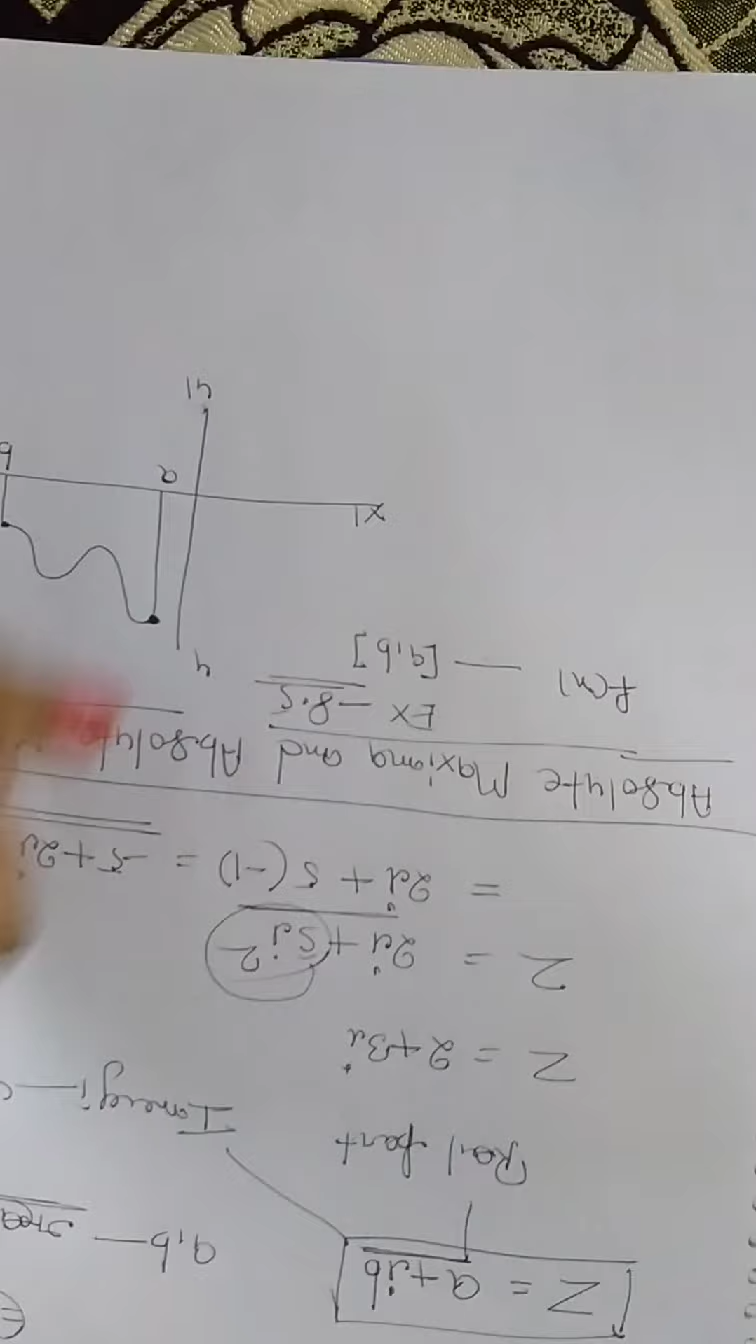 Z = a+ib
a,b —
Real part
Z = 2+3i
Z = 2i + 5i²
= 2i + 5(-1) = -5+2i
Absolute Maxima and Absolute
EX - 8.5
[a,b]
y
x'
a
b
y'